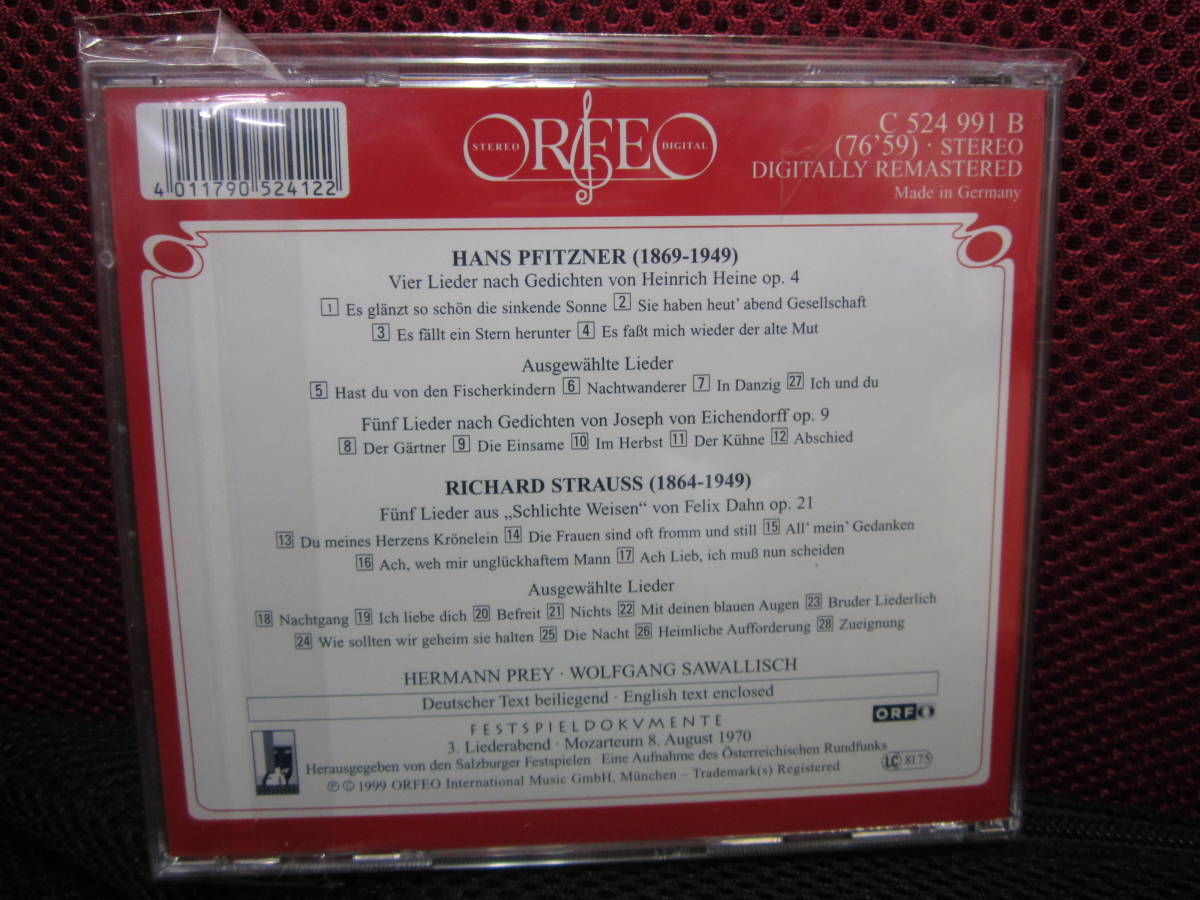 4 011790 524122
STEREO ORFEO DIGITAL
C 524 991 B
(76'59) · STEREO
DIGITALLY REMASTERED
Made in Germany
HANS PFITZNER (1869-1949)
Vier Lieder nach Gedichten von Heinrich Heine op. 4
1 Es glänzt so schön die sinkende Sonne 2 Sie haben heut' abend Gesellschaft
3 Es fällt ein Stern herunter 4 Es faßt mich wieder der alte Mut
Ausgewählte Lieder
5 Hast du von den Fischerkindern 6 Nachtwanderer 7 In Danzig 27 Ich und du
Fünf Lieder nach Gedichten von Joseph von Eichendorff op. 9
8 Der Gärtner 9 Die Einsame 10 Im Herbst 11 Der Kühne 12 Abschied
RICHARD STRAUSS (1864-1949)
Fünf Lieder aus „Schlichte Weisen“ von Felix Dahn op. 21
13 Du meines Herzens Krönelein 14 Die Frauen sind oft fromm und still 15 All' mein' Gedanken
16 Ach, weh mir unglückhaftem Mann 17 Ach Lieb, ich muß nun scheiden
Ausgewählte Lieder
18 Nachtgang 19 Ich liebe dich 20 Befreit 21 Nichts 22 Mit deinen blauen Augen 23 Bruder Liederlich
24 Wie sollten wir geheim sie halten 25 Die Nacht 26 Heimliche Aufforderung 28 Zueignung
HERMANN PREY · WOLFGANG SAWALLISCH
Deutscher Text beiliegend · English text enclosed
FESTSPIELDOKVMENTE
ORF
3. Liederabend · Mozarteum 8. August 1970
Herausgegeben von den Salzburger Festspielen · Eine Aufnahme des Österreichischen Rundfunks
LC 8175
℗ © 1999 ORFEO International Music GmbH, München – Trademark(s) Registered